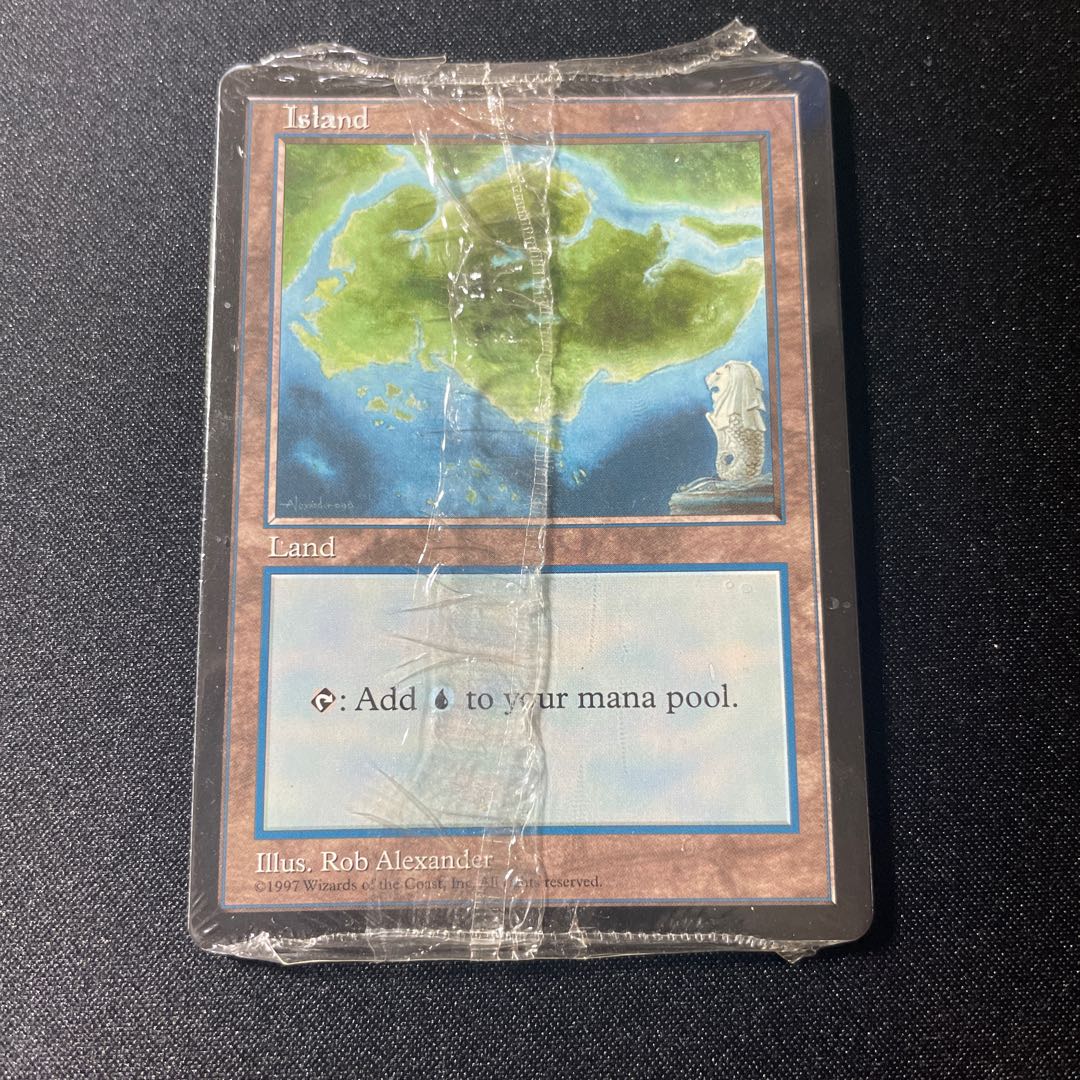 Island
Land
: Add to your mana pool.
Illus. Rob Alexander
©1997 Wizards of the Coast, Inc. All rights reserved.